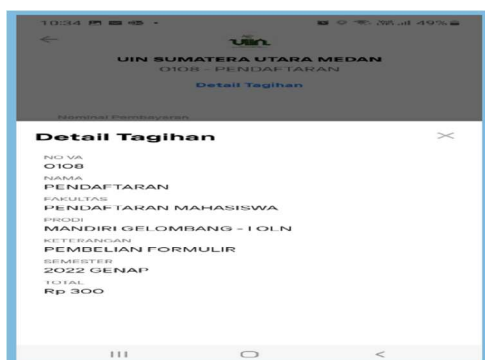 10:34
49%
UIN
UIN SUMATERA UTARA MEDAN
0108 - PENDAFTARAN
Detail Tagihan
Nominal Pembayaran
Detail Tagihan
NO VA
0108
NAMA
PENDAFTARAN
FAKULTAS
PENDAFTARAN MAHASISWA
PRODI
MANDIRI GELOMBANG - I OLN
KETERANGAN
PEMBELIAN FORMULIR
SEMESTER
2022 GENAP
TOTAL
Rp 300